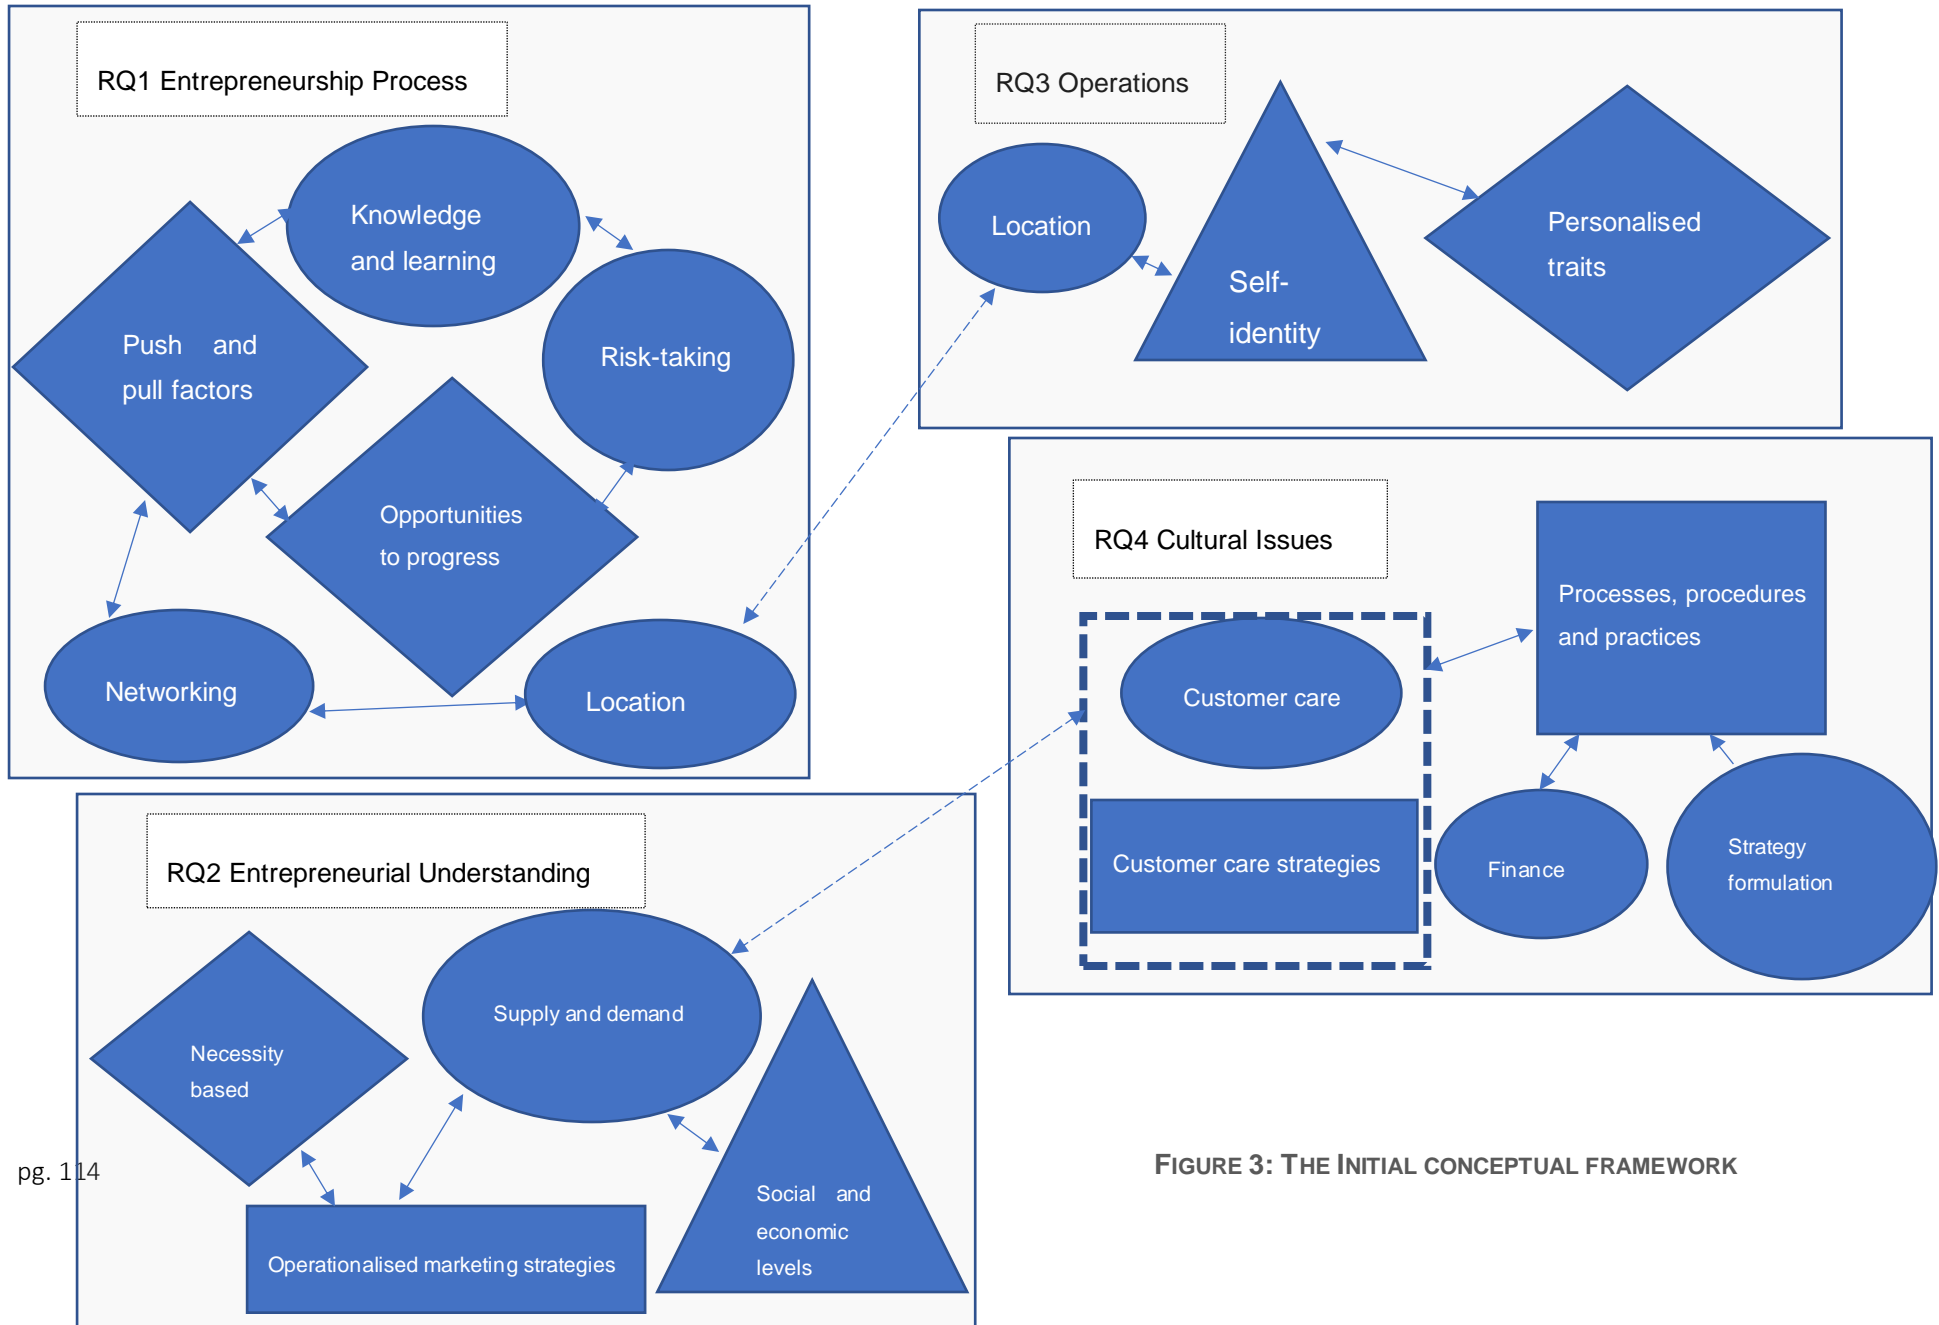 RQ1 Entrepreneurship Process
Knowledge
and learning
Push and
pull factors
Risk-taking
Opportunities
to progress
Networking
Location
RQ3 Operations
Location
Self-
identity
Personalised
traits
RQ4 Cultural Issues
Processes, procedures
and practices
Customer care
Customer care strategies
Finance
Strategy
formulation
RQ2 Entrepreneurial Understanding
Supply and demand
Necessity
based
Social and
economic
levels
Operationalised marketing strategies
FIGURE 3: THE INITIAL CONCEPTUAL FRAMEWORK
pg. 114